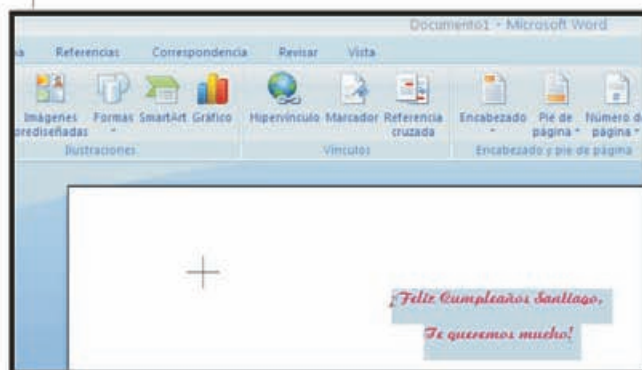 Documento1 - Microsoft Word
Referencias Correspondencia Revisar Vista
Imágenes prediseñadas
Formas
SmartArt
Gráfico
Hipervínculo
Marcador
Referencia cruzada
Encabezado
Pie de página
Número de página
Ilustraciones
Vínculos
Encabezado y pie de página
¡Feliz Cumpleaños Santiago,
Te queremos mucho!